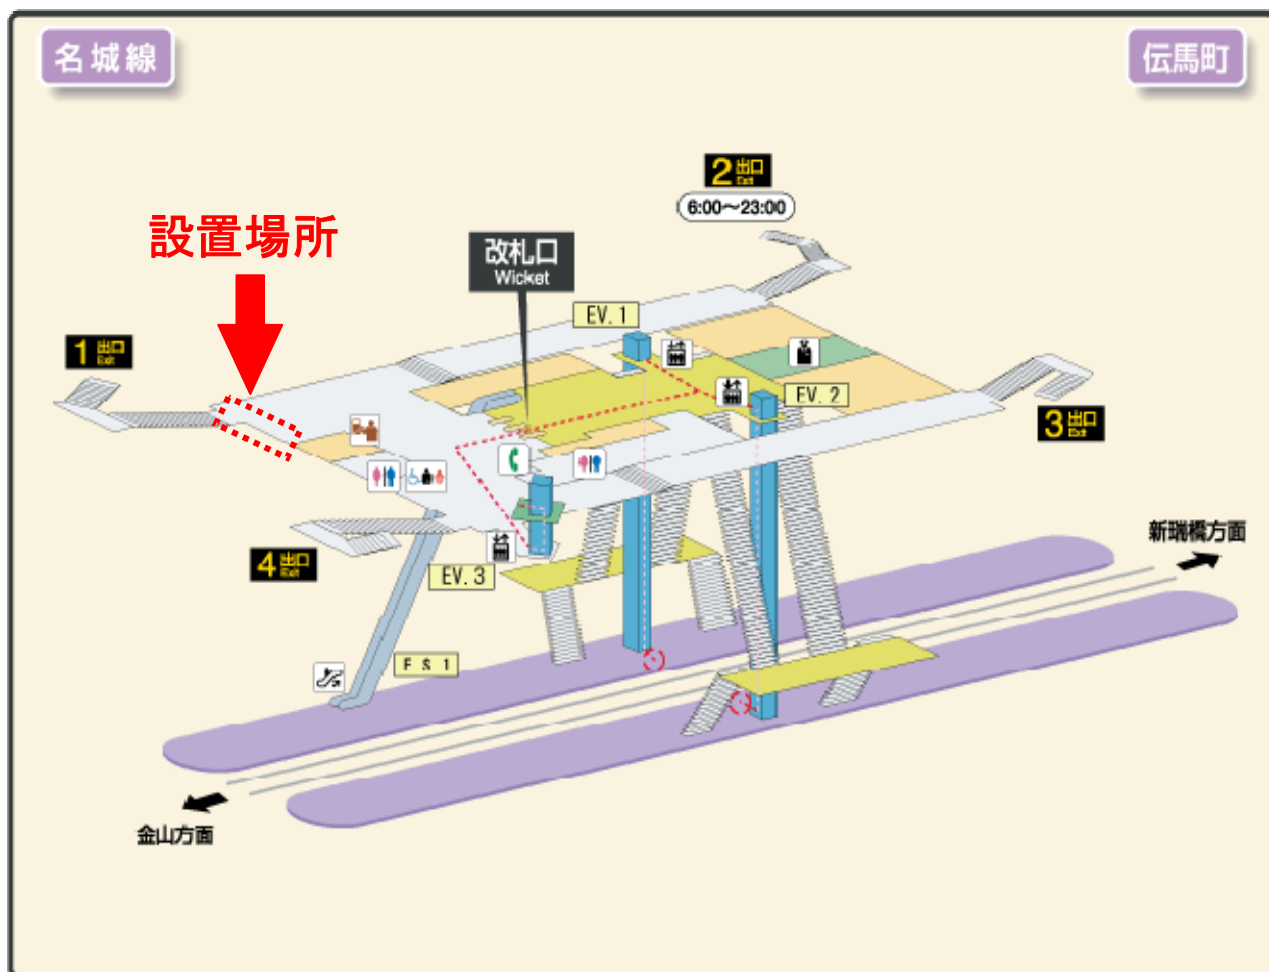 名城線
伝馬町
2 出口
Exit
6:00〜23:00
設置場所
改札口
Wicket
EV.1
1 出口
Exit
EV.2
3 出口
Exit
4 出口
Exit
EV.3
新瑞橋方面
E S 1
金山方面